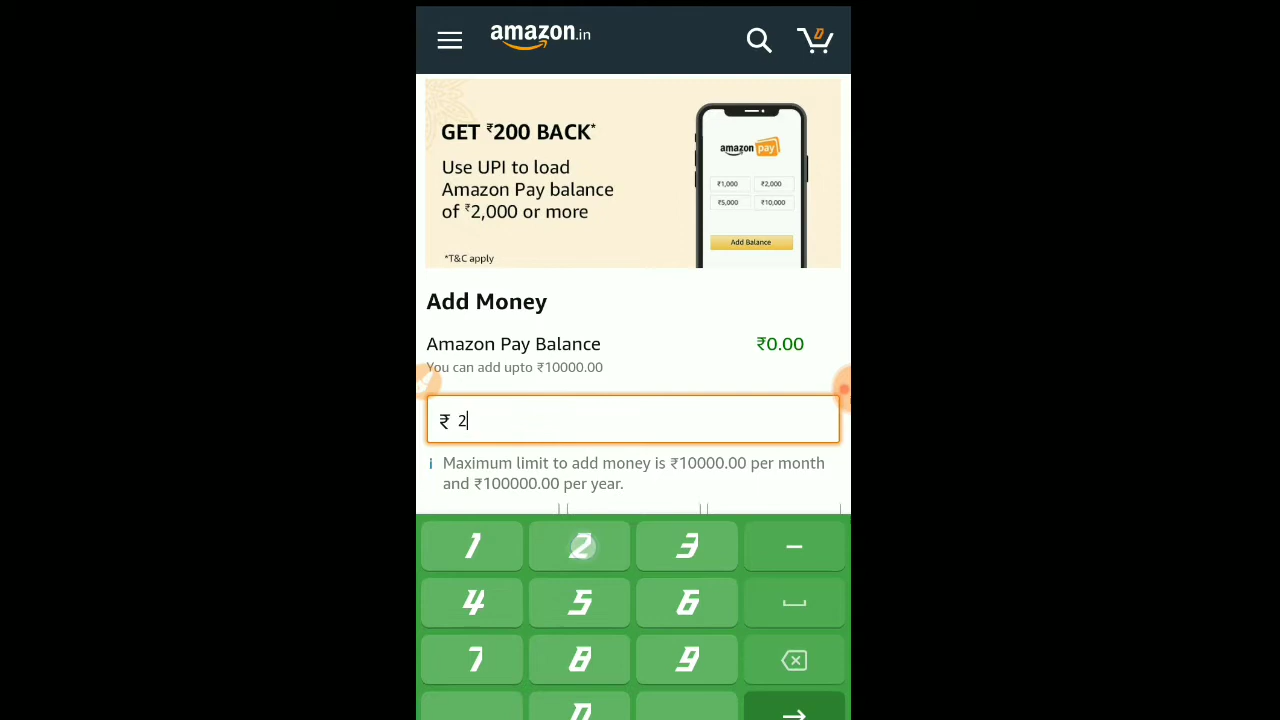 amazon.in
0
GET ₹200 BACK*
Use UPI to load
Amazon Pay balance
of ₹2,000 or more
*T&C apply
amazon pay
₹1,000 ₹2,000
₹5,000 ₹10,000
Add Balance
Add Money
Amazon Pay Balance ₹0.00
You can add upto ₹10000.00
₹ 2
i Maximum limit to add money is ₹10000.00 per month
and ₹100000.00 per year.
1 2 3 -
4 5 6
7 8 9
0